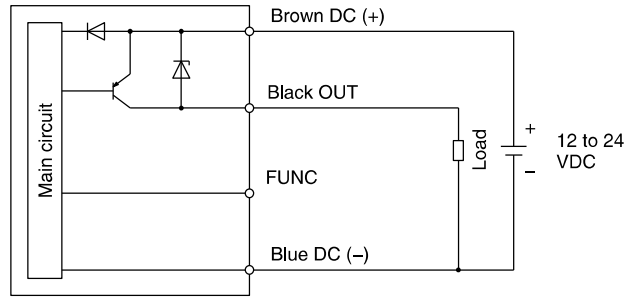 Brown DC (+)
Main circuit
Black OUT
Load
+
−
12 to 24
VDC
FUNC
Blue DC (−)